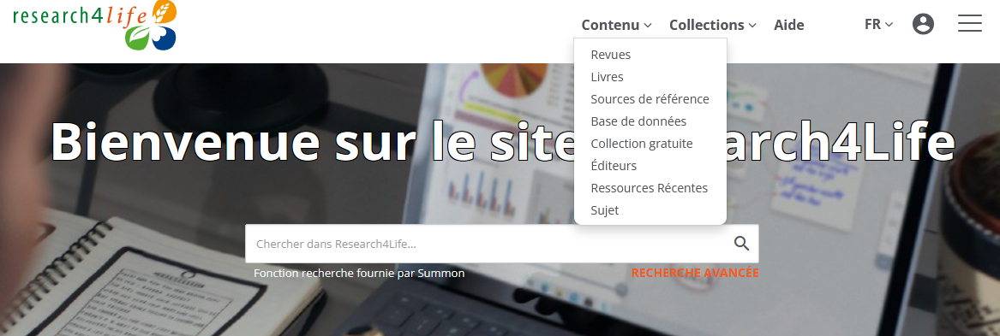 research4life
Contenu Collections Aide FR
Revues
Livres
Sources de référence
Base de données
Collection gratuite
Éditeurs
Ressources Récentes
Sujet
Bienvenue sur le site arch4Life
Chercher dans Research4Life...
Fonction recherche fournie par Summon
RECHERCHE AVANCÉE